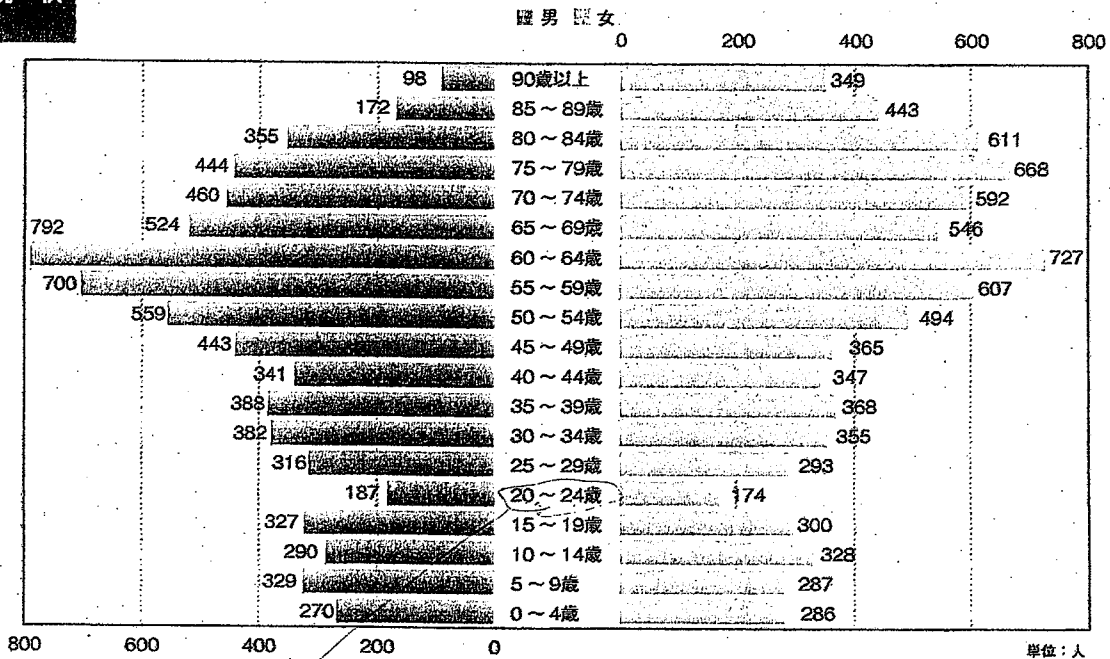 男 女
0 200 400 600 800
98 90歳以上 349
172 85～89歳 443
355 80～84歳 611
444 75～79歳 668
460 70～74歳 592
524 65～69歳 546
792 60～64歳 727
700 55～59歳 607
559 50～54歳 494
443 45～49歳 365
341 40～44歳 347
388 35～39歳 368
382 30～34歳 355
316 25～29歳 293
187 20～24歳 174
327 15～19歳 300
290 10～14歳 328
329 5～9歳 287
270 0～4歳 286
800 600 400 200 0
単位：人